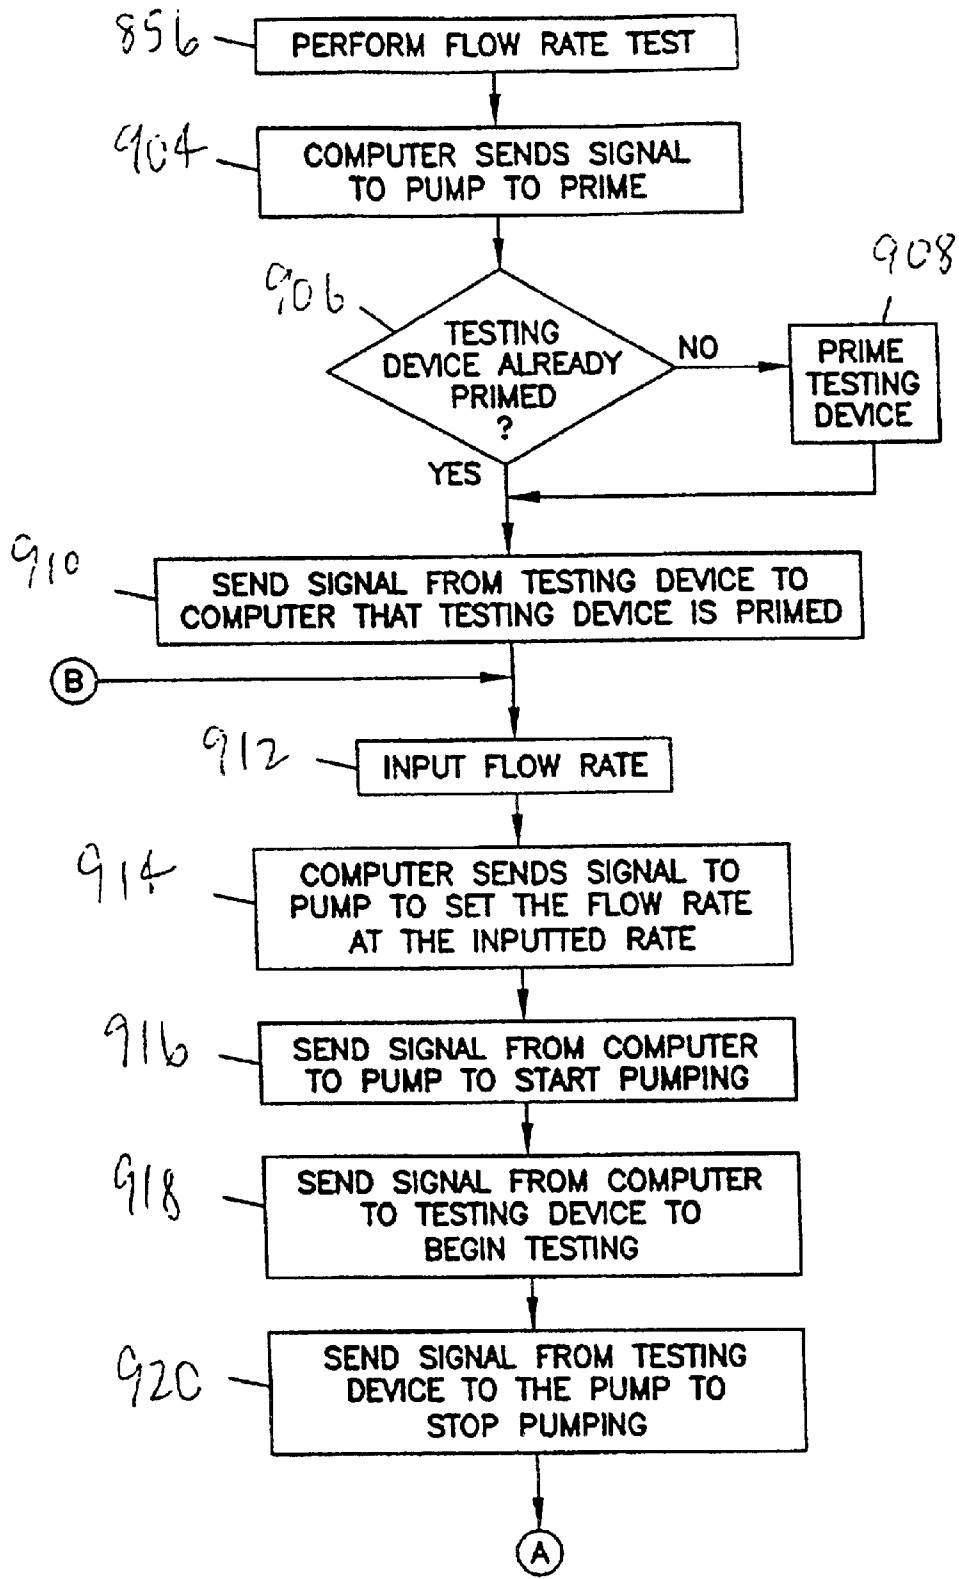 856
PERFORM FLOW RATE TEST
904
COMPUTER SENDS SIGNAL
TO PUMP TO PRIME
906
TESTING
DEVICE ALREADY
PRIMED
?
NO
908
PRIME
TESTING
DEVICE
YES
910
SEND SIGNAL FROM TESTING DEVICE TO
COMPUTER THAT TESTING DEVICE IS PRIMED
B
912
INPUT FLOW RATE
914
COMPUTER SENDS SIGNAL TO
PUMP TO SET THE FLOW RATE
AT THE INPUTTED RATE
916
SEND SIGNAL FROM COMPUTER
TO PUMP TO START PUMPING
918
SEND SIGNAL FROM COMPUTER
TO TESTING DEVICE TO
BEGIN TESTING
920
SEND SIGNAL FROM TESTING
DEVICE TO THE PUMP TO
STOP PUMPING
A